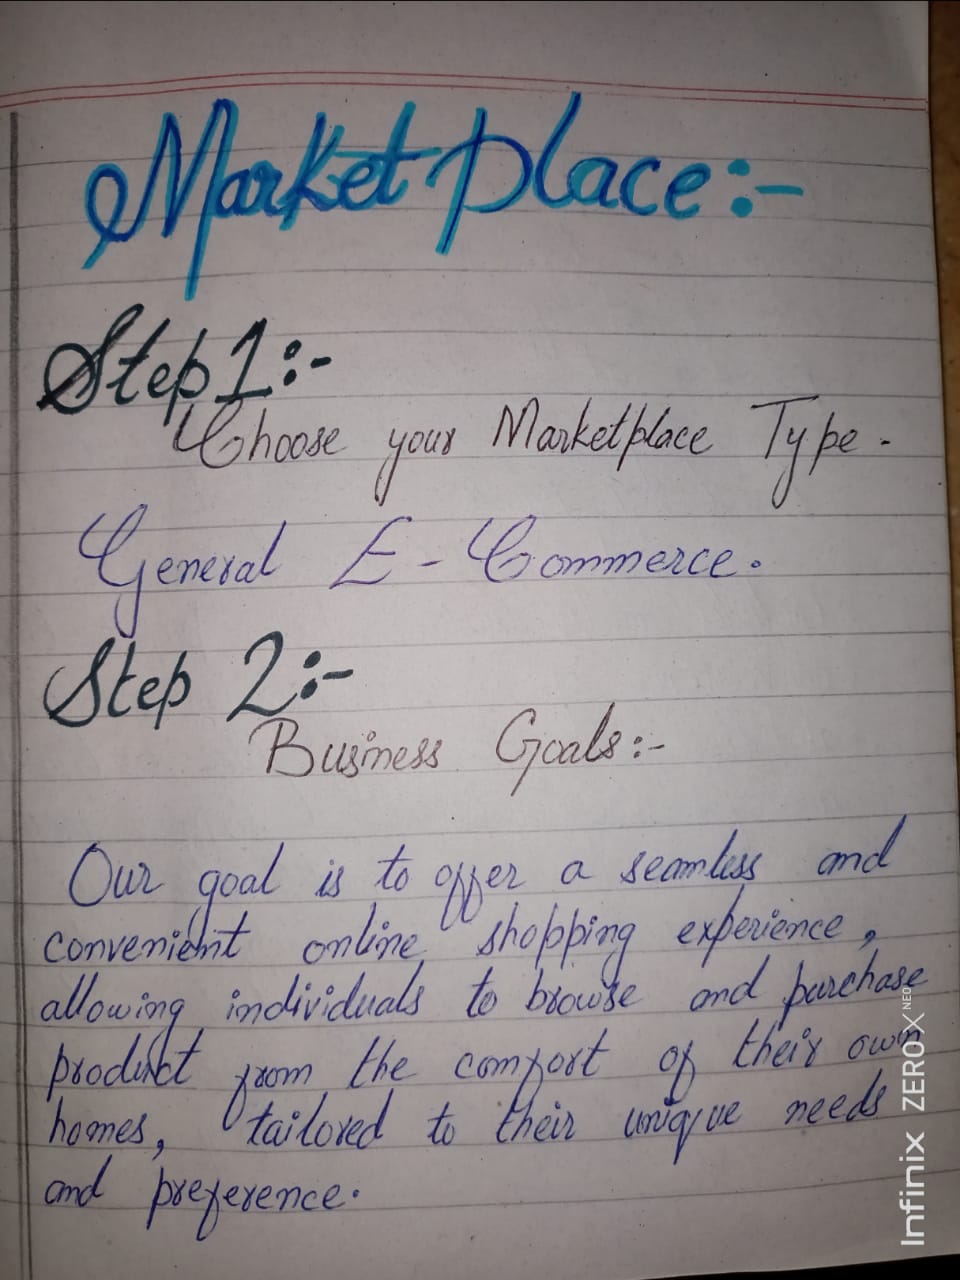 Market Place:-
Step 1:-
Choose your Marketplace Type.
General E-Commerce.
Step 2:-
Business Goals:-
Our goal is to offer a seamless and
convenient online shopping experience,
allowing individuals to browse and purchase
product from the comfort of their own
homes, tailored to their unique needs
and preference.
Infinix ZERO X NEO